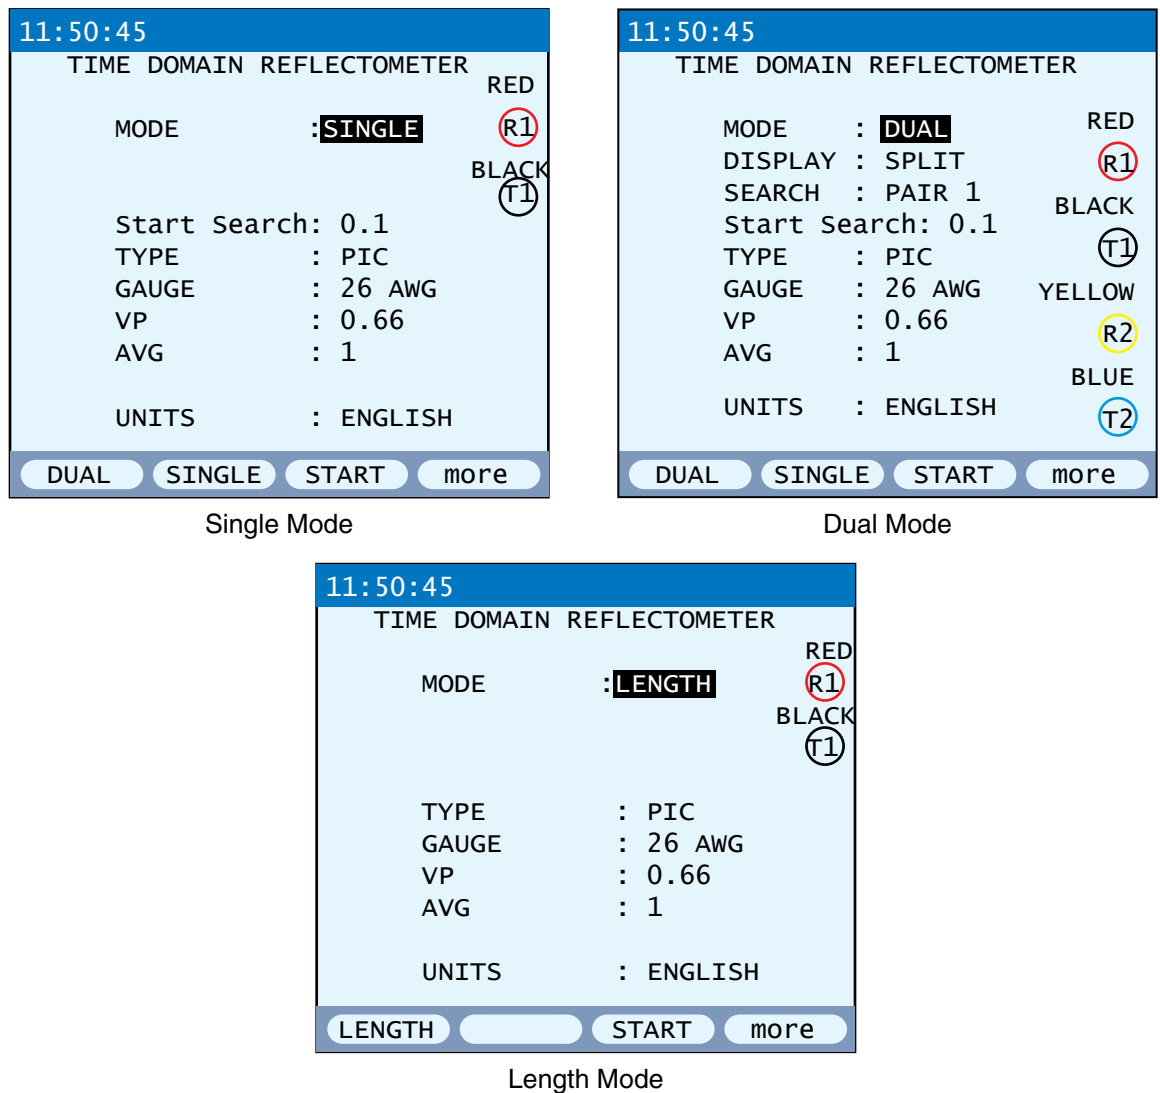 11:50:45
TIME DOMAIN REFLECTOMETER
RED
MODE :SINGLE R1
BLACK
T1
Start Search: 0.1
TYPE : PIC
GAUGE : 26 AWG
VP : 0.66
AVG : 1
UNITS : ENGLISH
DUAL SINGLE START more
Single Mode
11:50:45
TIME DOMAIN REFLECTOMETER
MODE : DUAL RED
DISPLAY : SPLIT R1
SEARCH : PAIR 1
BLACK
Start Search: 0.1
TYPE : PIC T1
GAUGE : 26 AWG YELLOW
VP : 0.66 R2
AVG : 1
BLUE
UNITS : ENGLISH T2
DUAL SINGLE START more
Dual Mode
11:50:45
TIME DOMAIN REFLECTOMETER
RED
MODE :LENGTH R1
BLACK
T1
TYPE : PIC
GAUGE : 26 AWG
VP : 0.66
AVG : 1
UNITS : ENGLISH
LENGTH START more
Length Mode